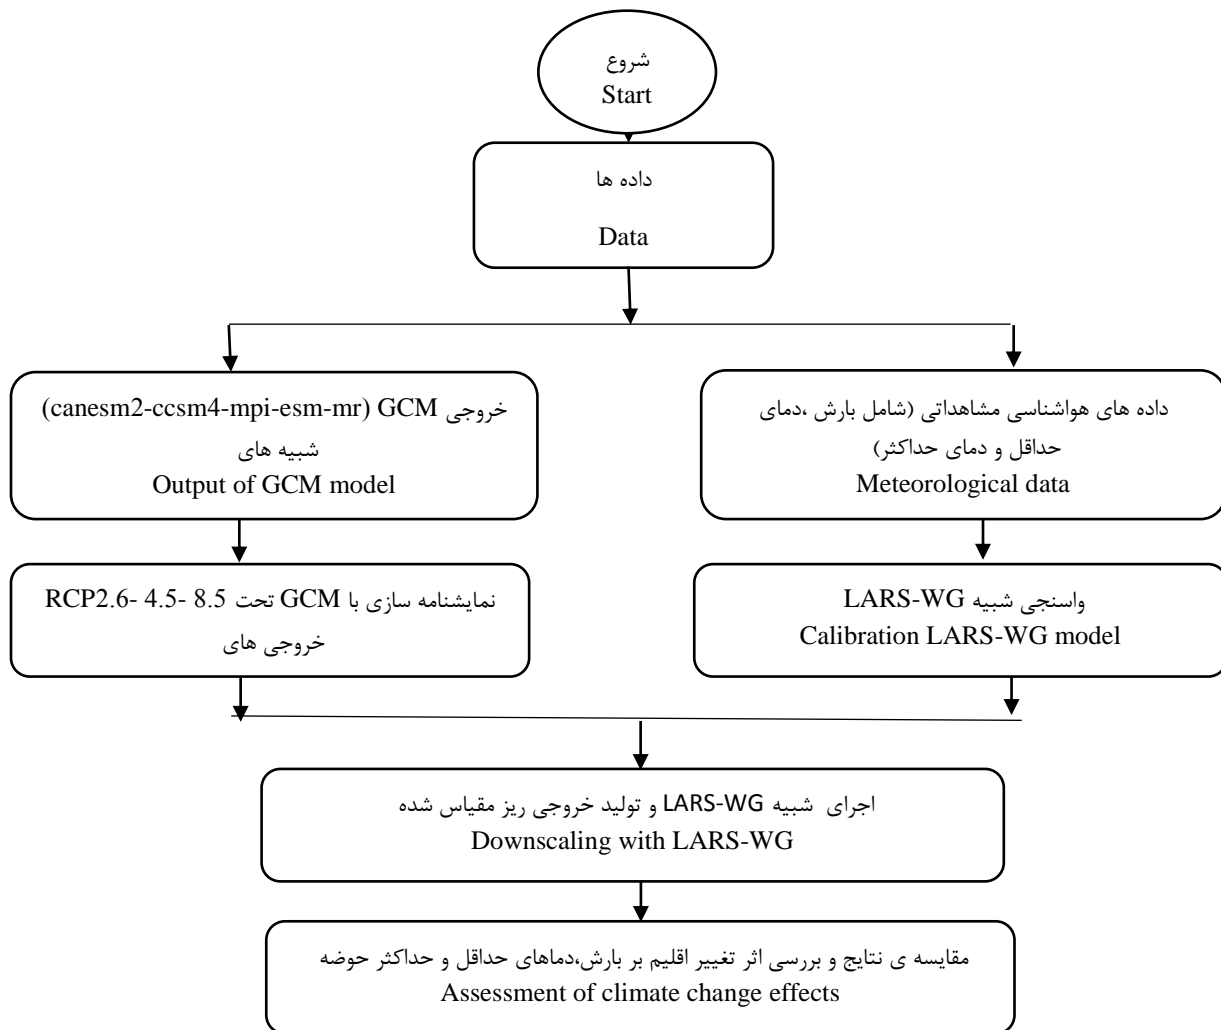 شروع
Start
داده ها
Data
خروجی GCM (canesm2-ccsm4-mpi-esm-mr)
شبیه های
Output of GCM model
داده های هواشناسی مشاهداتی (شامل بارش ،دمای
حداقل و دمای حداکثر)
Meteorological data
نمایشنامه سازی با GCM تحت RCP2.6- 4.5- 8.5
خروجی های
واسنجی شبیه LARS-WG
Calibration LARS-WG model
اجرای شبیه LARS-WG و تولید خروجی ریز مقیاس شده
Downscaling with LARS-WG
مقایسه ی نتایج و بررسی اثر تغییر اقلیم بر بارش،دماهای حداقل و حداکثر حوضه
Assessment of climate change effects